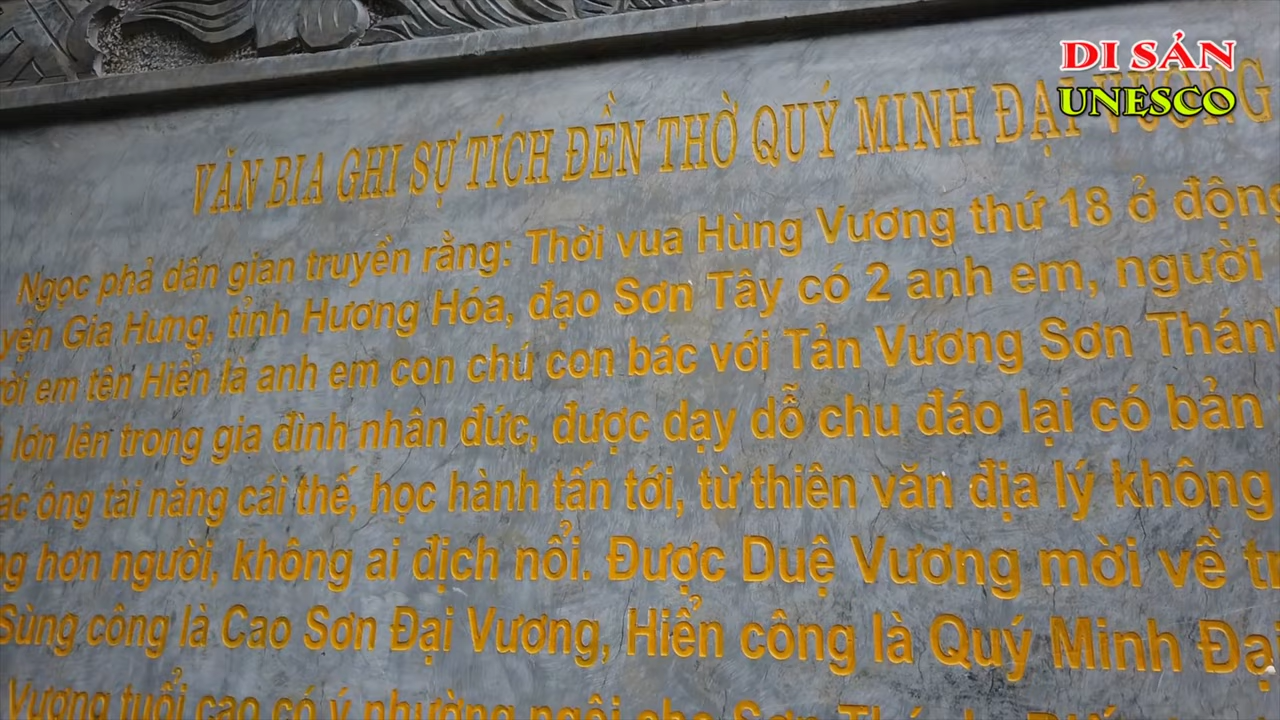 DI SẢN
UNESCO
VĂN BIA GHI SỰ TÍCH ĐỀN THỜ QUÝ MINH ĐẠI VƯƠNG
Ngọc phả dân gian truyền rằng: Thời vua Hùng Vương thứ 18 ở động
yện Gia Hưng, tỉnh Hương Hóa, đạo Sơn Tây có 2 anh em, người
ời em tên Hiển là anh em con chú con bác với Tản Vương Sơn Thánh
lớn lên trong gia đình nhân đức, được dạy dỗ chu đáo lại có bản
ác ông tài năng cái thế, học hành tấn tới, từ thiên văn địa lý không
ng hơn người, không ai địch nổi. Được Duệ Vương mời về tr
Sùng công là Cao Sơn Đại Vương, Hiển công là Quý Minh Đạ
Vương tuổi cao có ý nhường ngôi cho Sơn